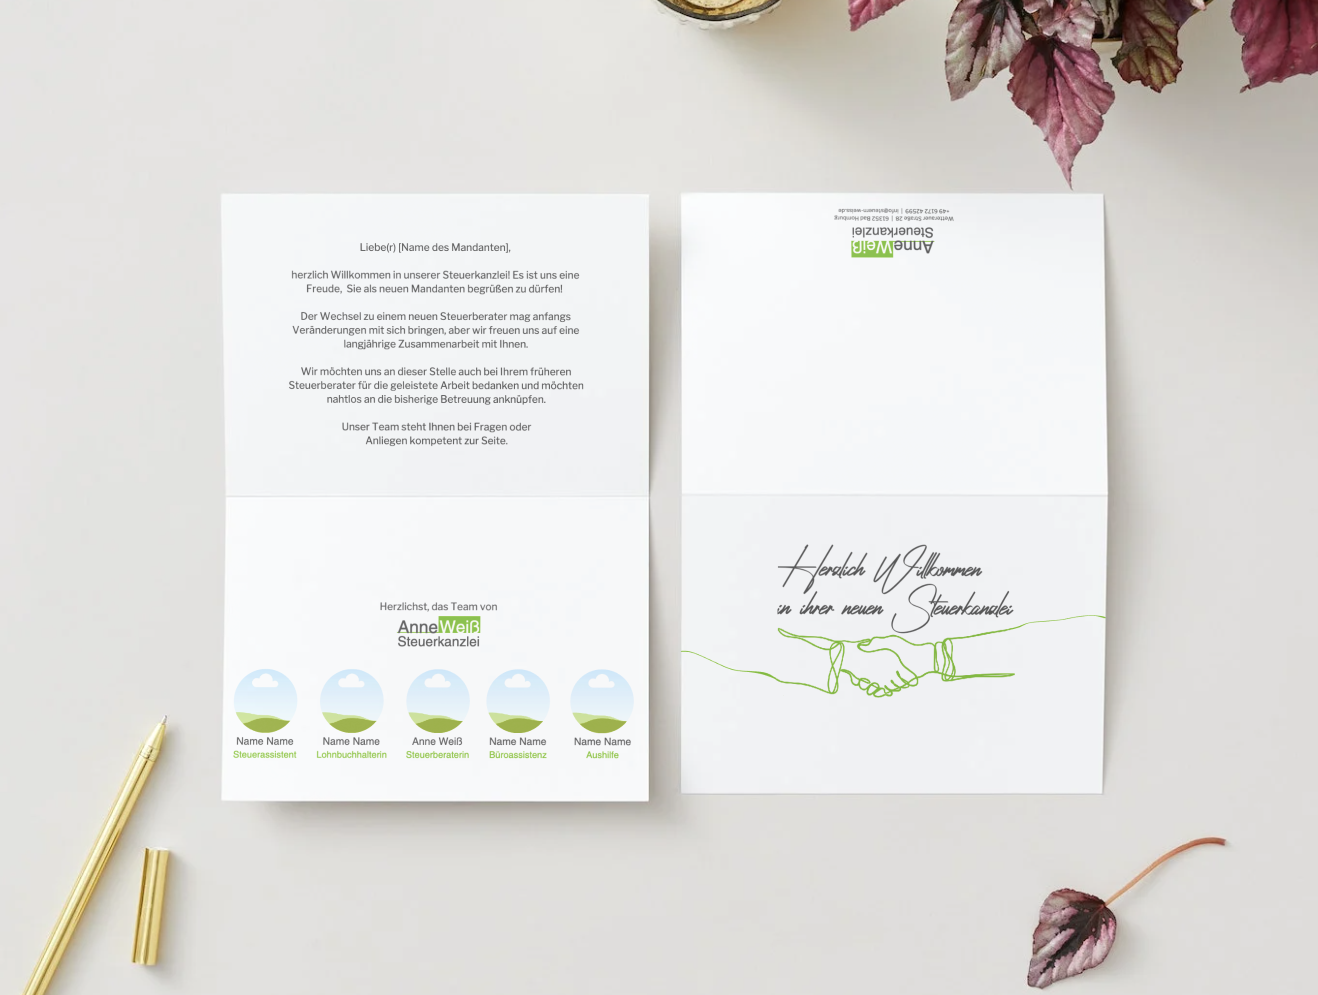 Liebe(r) [Name des Mandanten],
herzlich Willkommen in unserer Steuerkanzlei! Es ist uns eine
Freude, Sie als neuen Mandanten begrüßen zu dürfen!
Der Wechsel zu einem neuen Steuerberater mag anfangs
Veränderungen mit sich bringen, aber wir freuen uns auf eine
langjährige Zusammenarbeit mit Ihnen.
Wir möchten uns an dieser Stelle auch bei Ihrem früheren
Steuerberater für die geleistete Arbeit bedanken und möchten
nahtlos an die bisherige Betreuung anknüpfen.
Unser Team steht Ihnen bei Fragen oder
Anliegen kompetent zur Seite.
Herzlichst, das Team von
AnneWeiß
Steuerkanzlei
Name Name
Steuerassistent
Name Name
Lohnbuchhalterin
Anne Weiß
Steuerberaterin
Name Name
Büroassistenz
Name Name
Aushilfe
AnneWeiß
Steuerkanzlei
Wetterauer Straße 28 | 61352 Bad Homburg
+49 6172 42599 | info@steuern-weiss.de
Herzlich Willkommen
in ihrer neuen Steuerkanzlei